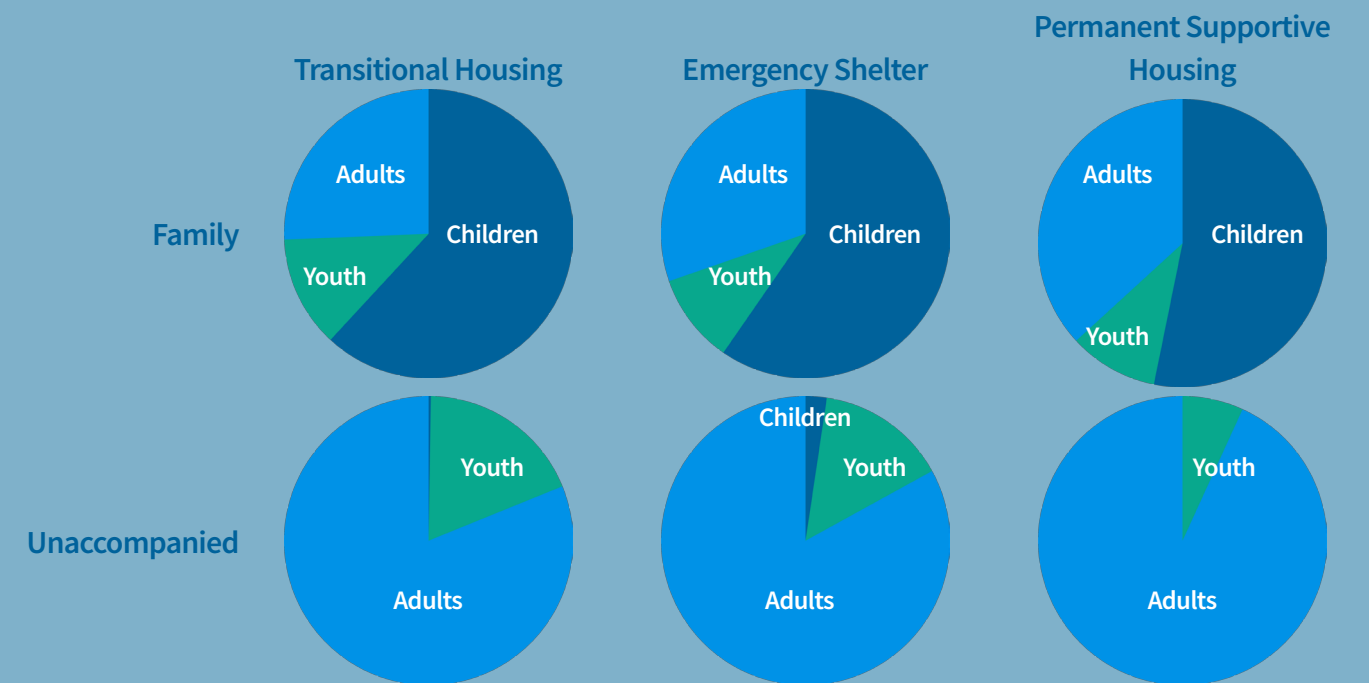 Transitional Housing
Emergency Shelter
Permanent Supportive
Housing
Family
Adults
Children
Youth
Adults
Children
Youth
Adults
Children
Youth
Unaccompanied
Youth
Adults
Children
Youth
Adults
Youth
Adults